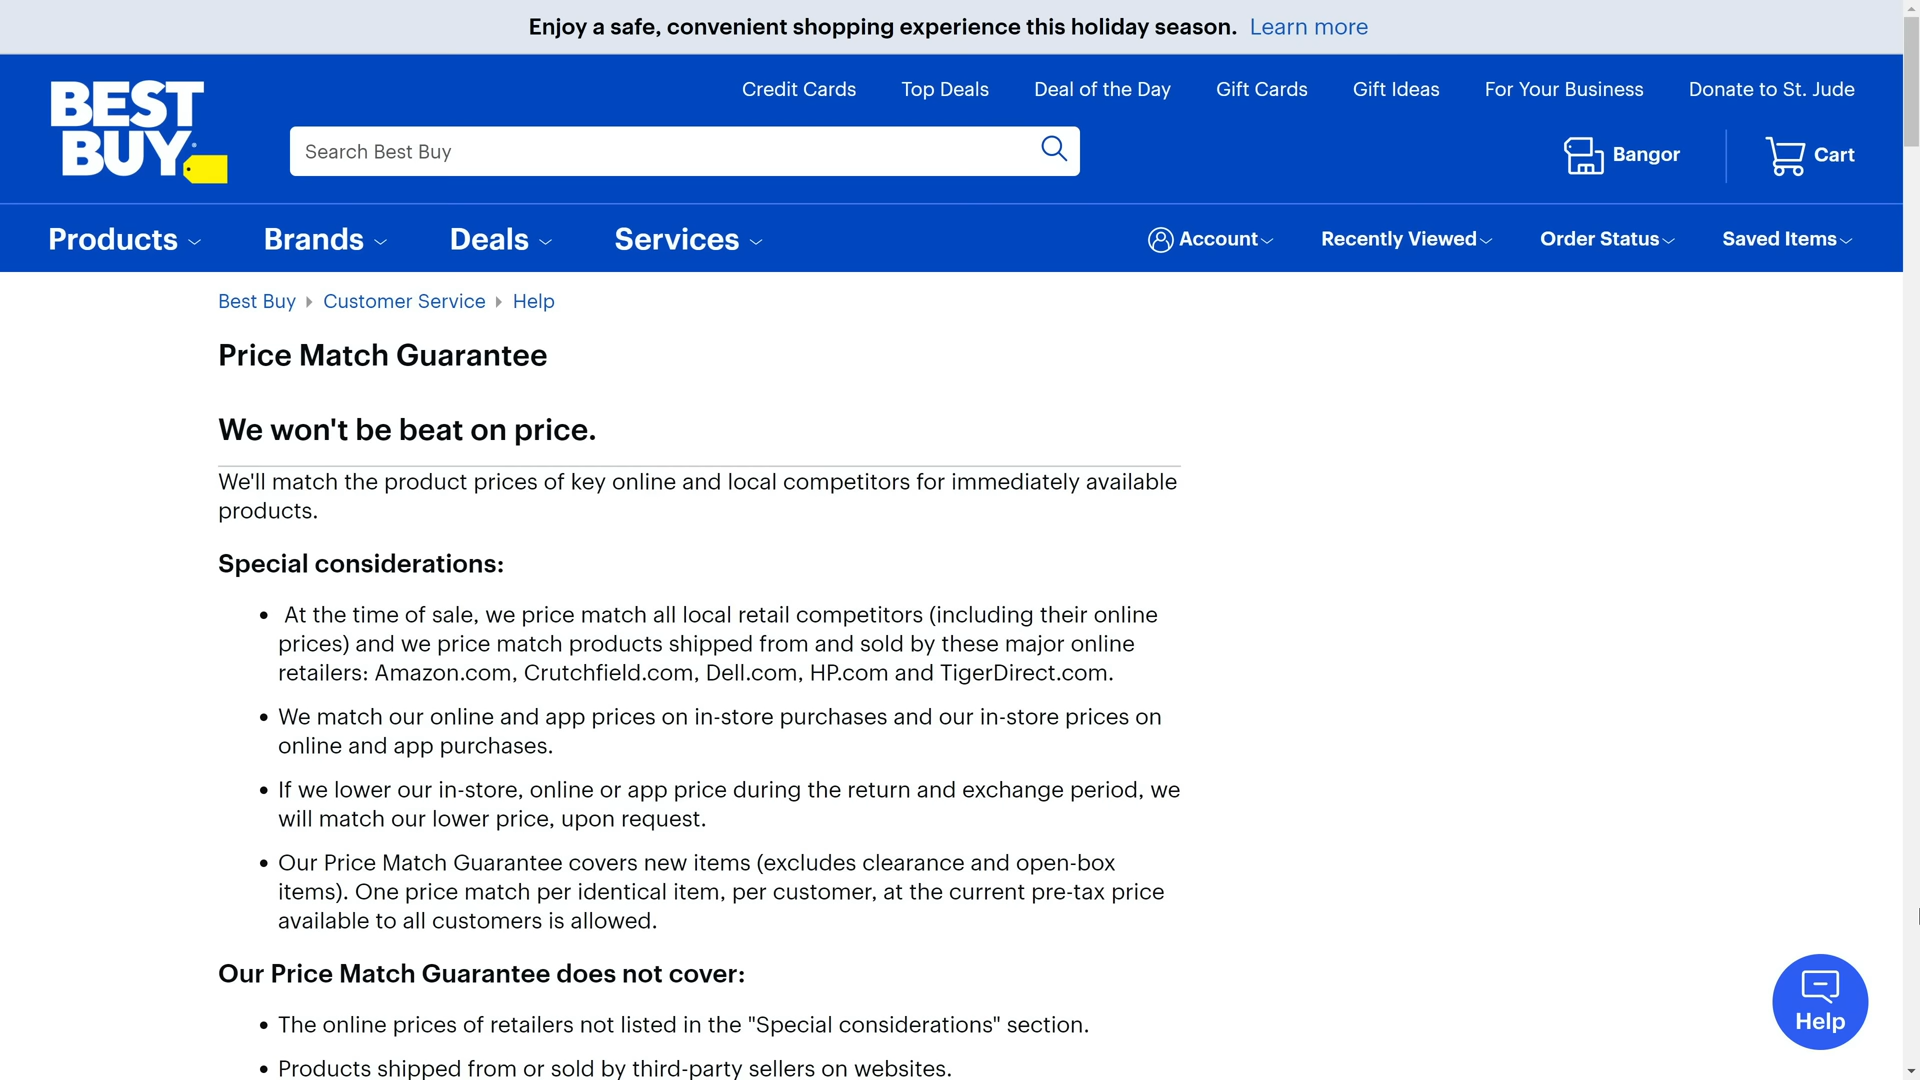 Enjoy a safe, convenient shopping experience this holiday season. Learn more
BEST
BUY
Credit Cards Top Deals Deal of the Day Gift Cards Gift Ideas For Your Business Donate to St. Jude
Search Best Buy
Bangor Cart
Products Brands Deals Services Account Recently Viewed Order Status Saved Items
Best Buy Customer Service Help
Price Match Guarantee
We won't be beat on price.
We'll match the product prices of key online and local competitors for immediately available
products.
Special considerations:
• At the time of sale, we price match all local retail competitors (including their online
prices) and we price match products shipped from and sold by these major online
retailers: Amazon.com, Crutchfield.com, Dell.com, HP.com and TigerDirect.com.
• We match our online and app prices on in-store purchases and our in-store prices on
online and app purchases.
• If we lower our in-store, online or app price during the return and exchange period, we
will match our lower price, upon request.
• Our Price Match Guarantee covers new items (excludes clearance and open-box
items). One price match per identical item, per customer, at the current pre-tax price
available to all customers is allowed.
Our Price Match Guarantee does not cover:
• The online prices of retailers not listed in the "Special considerations" section.
• Products shipped from or sold by third-party sellers on websites.
Help